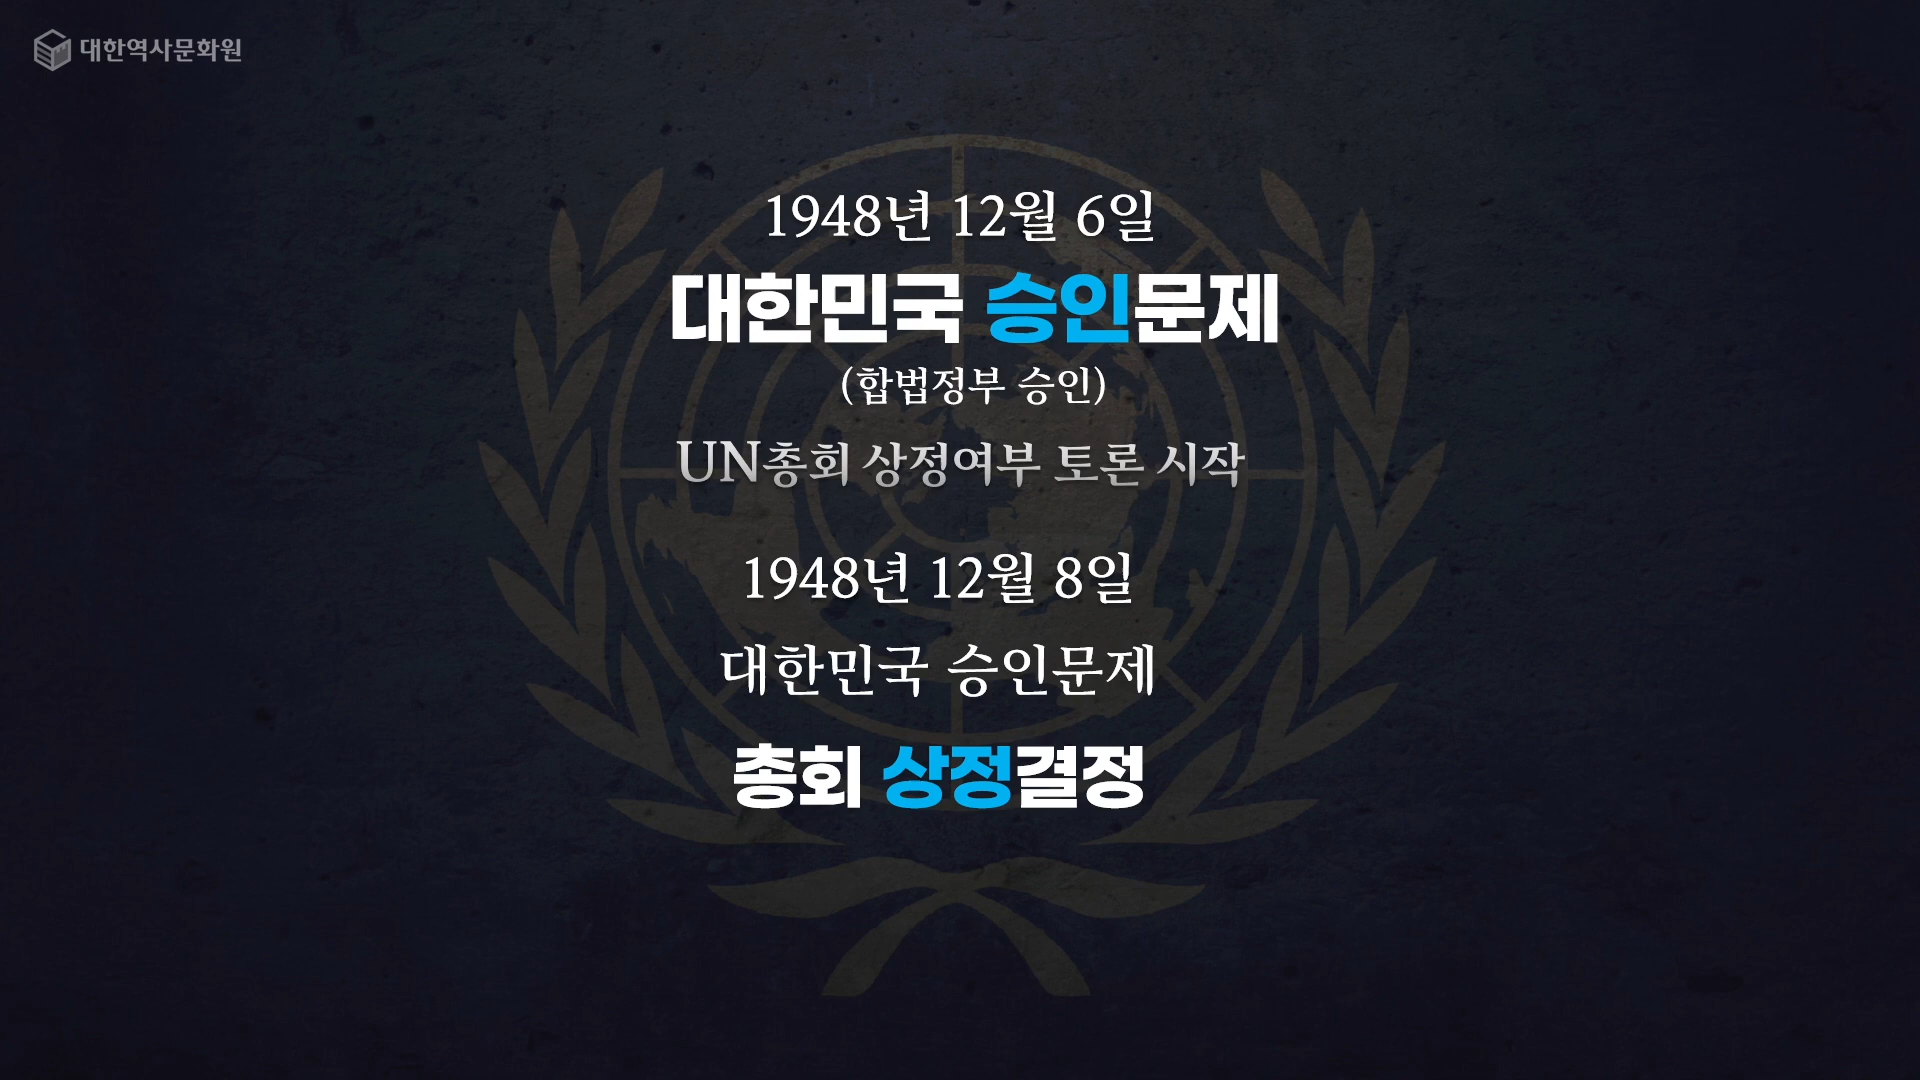 대한역사문화원
1948년 12월 6일
대한민국 승인문제
(합법정부 승인)
UN총회 상정여부 토론 시작
1948년 12월 8일
대한민국 승인문제
총회 상정결정